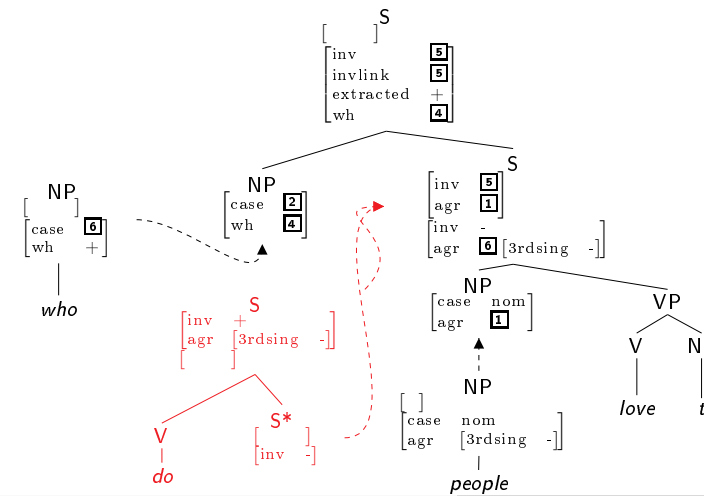 S
[ ]
[inv 5
invlink 5
extracted +
wh 4]
NP
[ ]
[case 6
wh +]
who
NP
[case 2
wh 4]
S
[inv 5
agr 1]
[inv -
agr 6 [3rdsing -]]
S
[inv +
agr [3rdsing -]]
[ ]
V
do
S*
[ ]
[inv -]
NP
[case nom
agr 1]
NP
[ ]
[case nom
agr [3rdsing -]]
people
VP
V
love
N
t